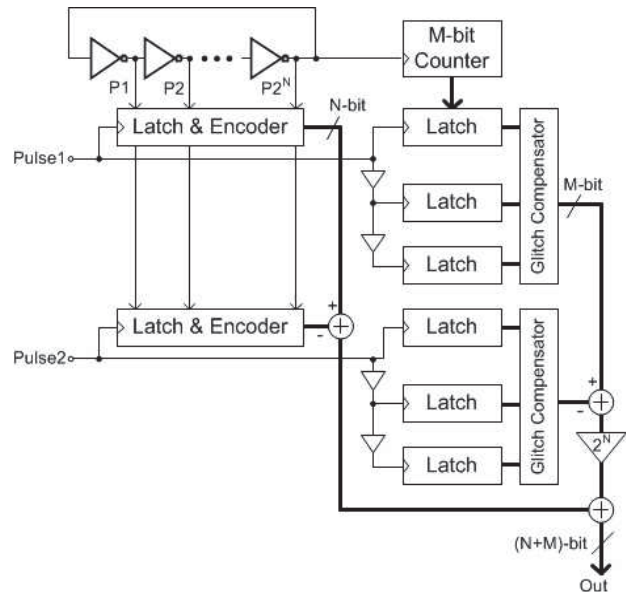 M-bit
Counter
P1
P2
P2^N
N-bit
Latch & Encoder
Latch
Pulse1
Glitch Compensator
M-bit
Latch
Latch
+
Latch & Encoder
-
+
Latch
Pulse2
Glitch Compensator
Latch
+
-
+
2^N
Latch
+
(N+M)-bit
Out